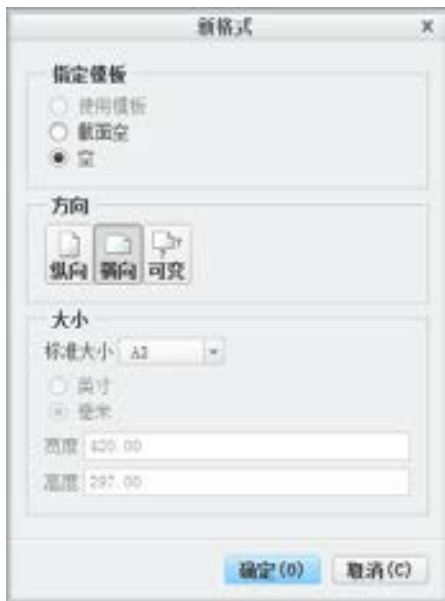 新格式
指定模板
使用模板
截面空
空
方向
纵向 横向 可变
大小
标准大小 A3
英寸
毫米
宽度 420.00
高度 297.00
确定(O) 取消(C)